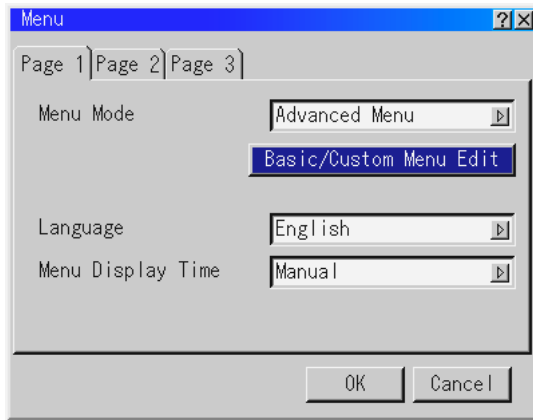 Menu
Page 1 Page 2 Page 3
Menu Mode Advanced Menu
Basic/Custom Menu Edit
Language English
Menu Display Time Manual
OK Cancel